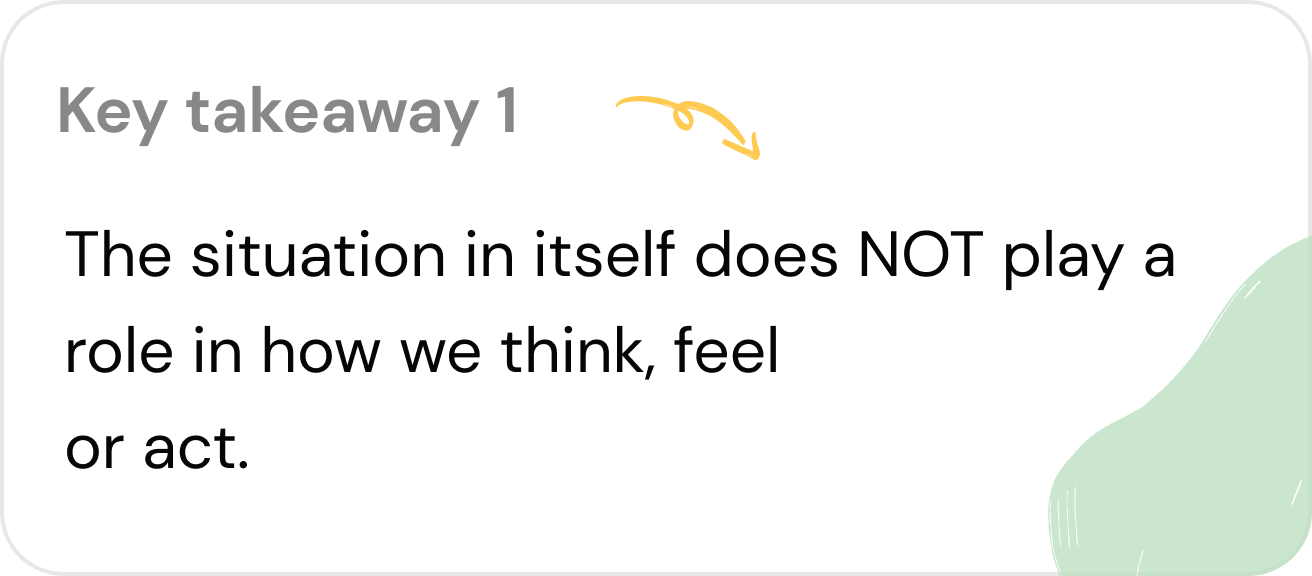 Key takeaway 1
The situation in itself does NOT play a
role in how we think, feel
or act.